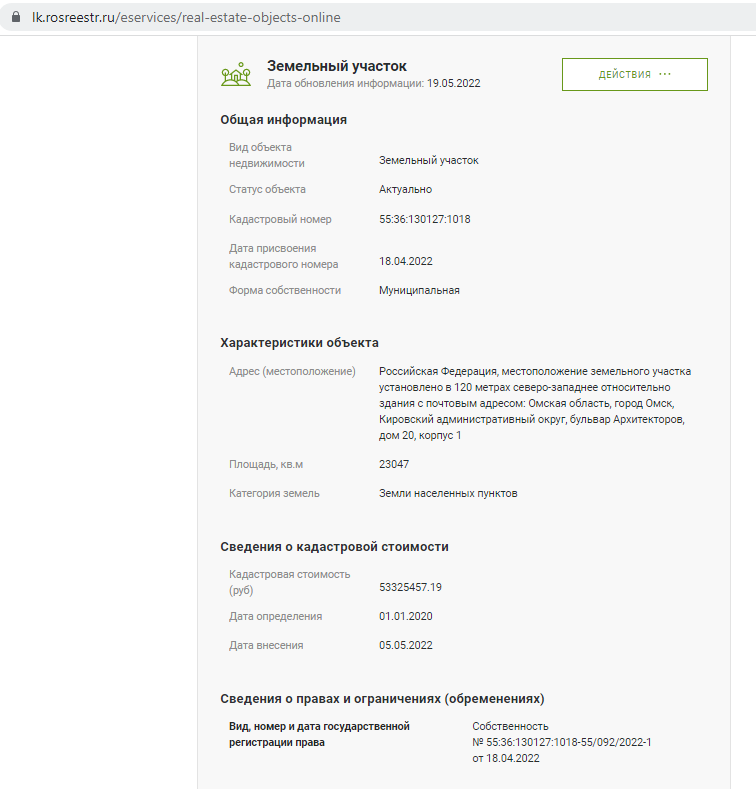 lk.rosreestr.ru/eservices/real-estate-objects-online
Земельный участок
Дата обновления информации: 19.05.2022
ДЕЙСТВИЯ ...
Общая информация
Вид объекта
недвижимости
Земельный участок
Статус объекта
Актуально
Кадастровый номер
55:36:130127:1018
Дата присвоения
кадастрового номера
18.04.2022
Форма собственности
Муниципальная
Характеристики объекта
Адрес (местоположение)
Российская Федерация, местоположение земельного участка
установлено в 120 метрах северо-западнее относительно
здания с почтовым адресом: Омская область, город Омск,
Кировский административный округ, бульвар Архитекторов,
дом 20, корпус 1
Площадь, кв.м
23047
Категория земель
Земли населенных пунктов
Сведения о кадастровой стоимости
Кадастровая стоимость
(руб)
53325457.19
Дата определения
01.01.2020
Дата внесения
05.05.2022
Сведения о правах и ограничениях (обременениях)
Вид, номер и дата государственной
регистрации права
Собственность
№ 55:36:130127:1018-55/092/2022-1
от 18.04.2022